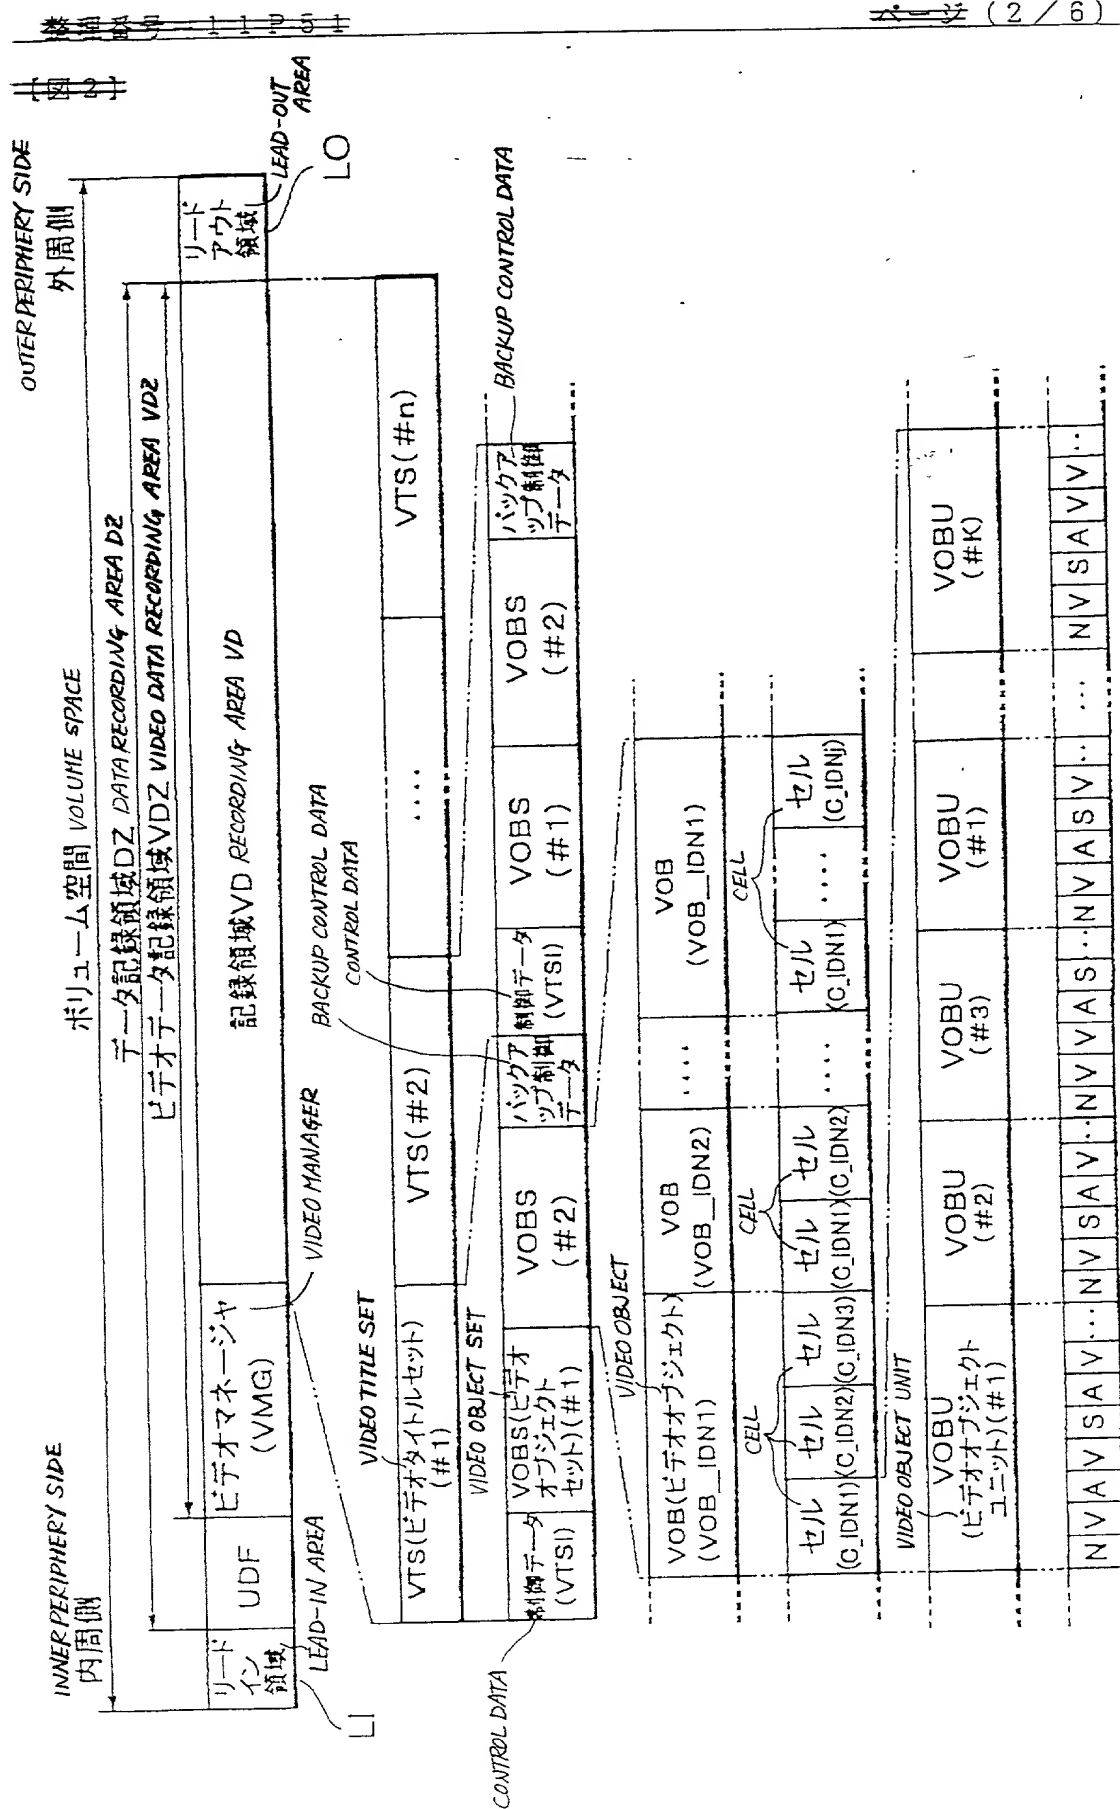 ページ (2/6)
【図2】
INNER PERIPHERY SIDE
内周側
OUTER PERIPHERY SIDE
外周側
ボリューム空間 VOLUME SPACE
データ記録領域DZ DATA RECORDING AREA DZ
ビデオデータ記録領域VDZ VIDEO DATA RECORDING AREA VDZ
リード
イン
領域
UDF
ビデオマネージャ
(VMG)
記録領域VD RECORDING AREA VD
リード
アウト
領域
LEAD-OUT
AREA
LO
LI
LEAD-IN AREA
VIDEO MANAGER
VIDEO TITLE SET
VTS(ビデオタイトルセット)
(#1)
VTS(#2)
....
VTS(#n)
VIDEO OBJECT SET
BACKUP CONTROL DATA
CONTROL DATA
BACKUP CONTROL DATA
CONTROL DATA
制御データ
(VTSI)
VOBS(ビデオ
オブジェクト
セット)(#1)
VOBS
(#2)
バックア
ップ制御
データ
制御データ
(VTSI)
VOBS
(#1)
VOBS
(#2)
バックア
ップ制御
データ
VIDEO OBJECT
VOB(ビデオオブジェクト)
(VOB_IDN1)
VOB
(VOB_IDN2)
....
VOB
(VOB_IDN1)
CELL
CELL
CELL
セル
(C_IDN1)
セル
(C_IDN2)
セル
(C_IDN3)
セル
(C_IDN1)
セル
(C_IDN2)
....
セル
(C_IDN1)
....
セル
(C_IDNj)
VIDEO OBJECT UNIT
VOBU
(ビデオオブジェクト
ユニット)(#1)
VOBU
(#2)
VOBU
(#3)
VOBU
(#1)
VOBU
(#K)
N V A V S A V ... N V S A V .. N V V A S .. N V A S V .. ... N V S A V V ..